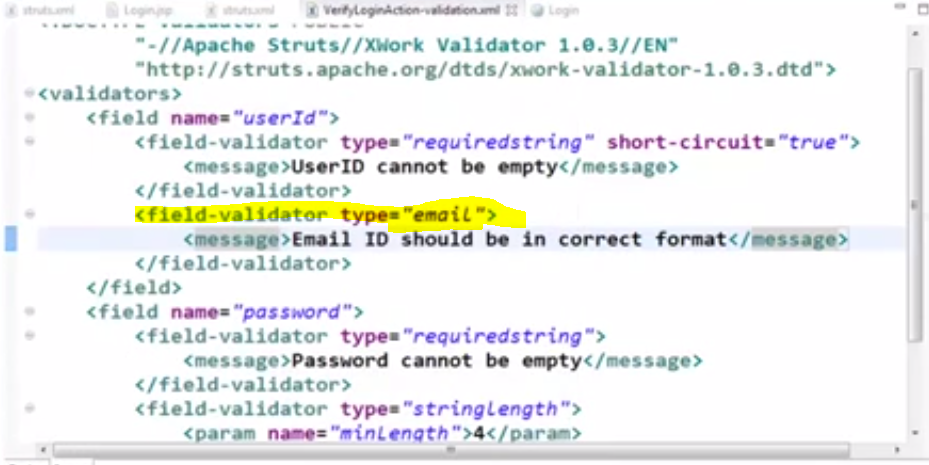 struts.xml Login.jsp struts.xml VerifyLoginAction-validation.xml Login
"-//Apache Struts//XWork Validator 1.0.3//EN"
"http://struts.apache.org/dtds/xwork-validator-1.0.3.dtd">
<validators>
<field name="userId">
<field-validator type="requiredstring" short-circuit="true">
<message>UserID cannot be empty</message>
</field-validator>
<field-validator type="email">
<message>Email ID should be in correct format</message>
</field-validator>
</field>
<field name="password">
<field-validator type="requiredstring">
<message>Password cannot be empty</message>
</field-validator>
<field-validator type="stringLength">
<param name="minLength">4</param>